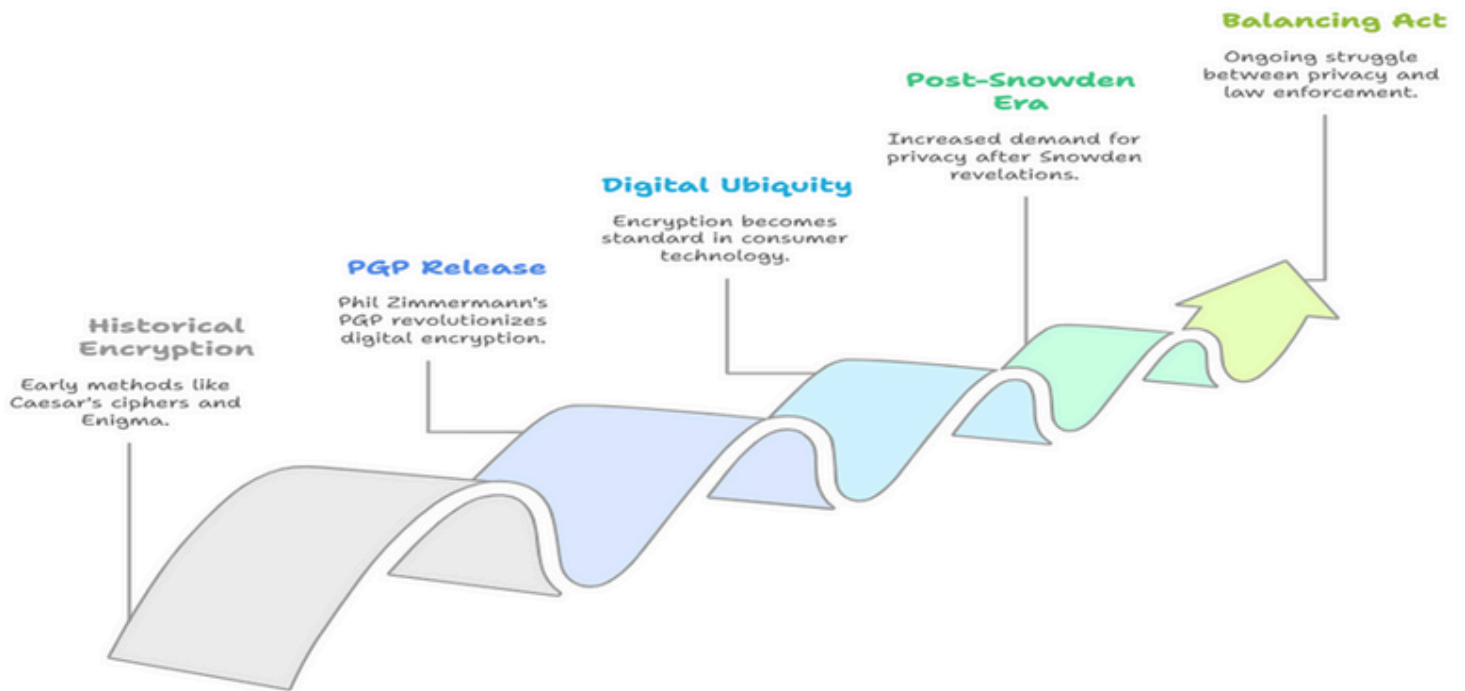 Historical
Encryption
Early methods like
Caesar's ciphers and
Enigma.
PGP Release
Phil Zimmermann's
PGP revolutionizes
digital encryption.
Digital Ubiquity
Encryption becomes
standard in consumer
technology.
Post-Snowden
Era
Increased demand for
privacy after Snowden
revelations.
Balancing Act
Ongoing struggle
between privacy and
law enforcement.